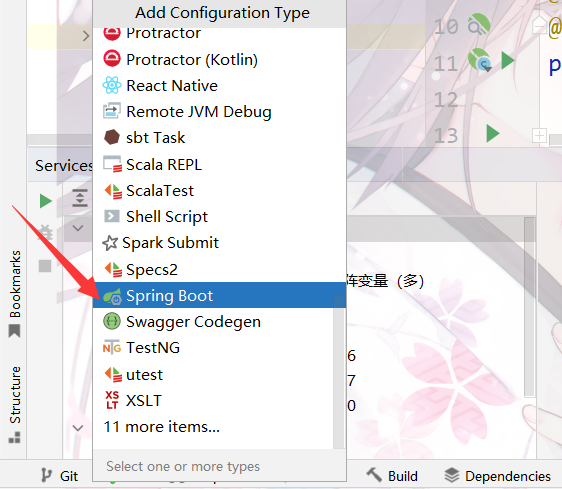 Add Configuration Type
Protractor
Protractor (Kotlin)
React Native
Remote JVM Debug
sbt Task
Scala REPL
ScalaTest
Shell Script
Spark Submit
Specs2
Spring Boot
Swagger Codegen
TestNG
utest
XSLT
11 more items...
Select one or more types
10
@
11
p
12
13
Services
阵变量（多）
6
7
0
Bookmarks
Structure
Git
Build
Dependencies